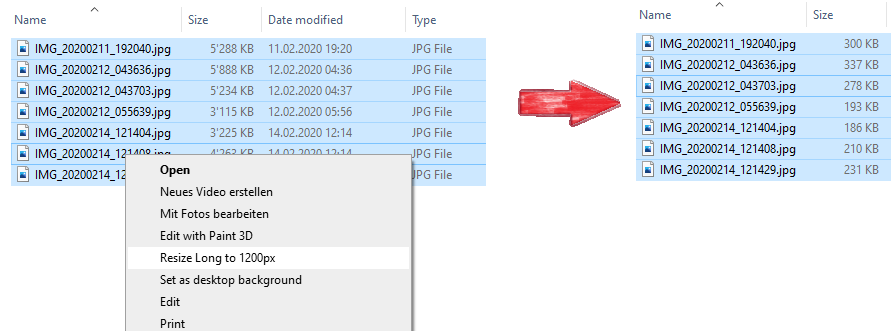 Name Size Date modified Type
IMG_20200211_192040.jpg 5'288 KB 11.02.2020 19:20 JPG File
IMG_20200212_043636.jpg 5'888 KB 12.02.2020 04:36 JPG File
IMG_20200212_043703.jpg 5'234 KB 12.02.2020 04:37 JPG File
IMG_20200212_055639.jpg 3'115 KB 12.02.2020 05:56 JPG File
IMG_20200214_121404.jpg 3'225 KB 14.02.2020 12:14 JPG File
IMG_20200214_121408.jpg 4'263 KB 14.02.2020 12:14 JPG File
IMG_20200214_12 JPG File
Open
Neues Video erstellen
Mit Fotos bearbeiten
Edit with Paint 3D
Resize Long to 1200px
Set as desktop background
Edit
Print
Name Size
IMG_20200211_192040.jpg 300 KB
IMG_20200212_043636.jpg 337 KB
IMG_20200212_043703.jpg 278 KB
IMG_20200212_055639.jpg 193 KB
IMG_20200214_121404.jpg 186 KB
IMG_20200214_121408.jpg 210 KB
IMG_20200214_121429.jpg 231 KB